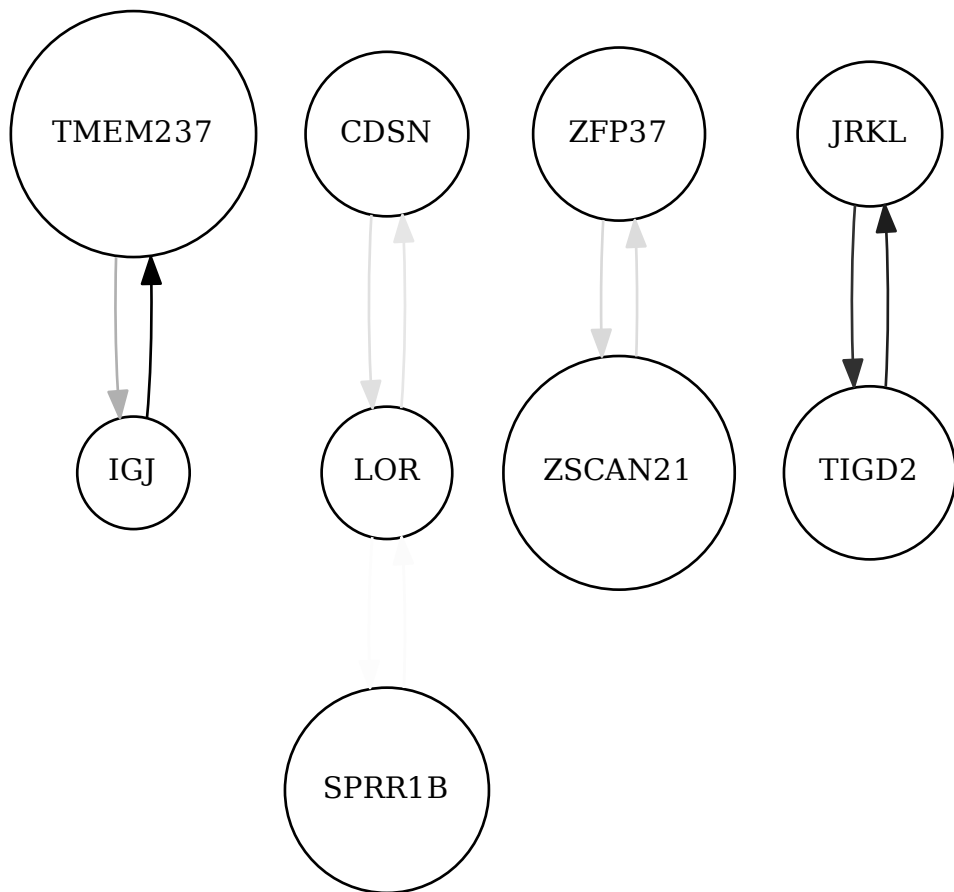 TMEM237
CDSN
ZFP37
JRKL
IGJ
LOR
ZSCAN21
TIGD2
SPRR1B